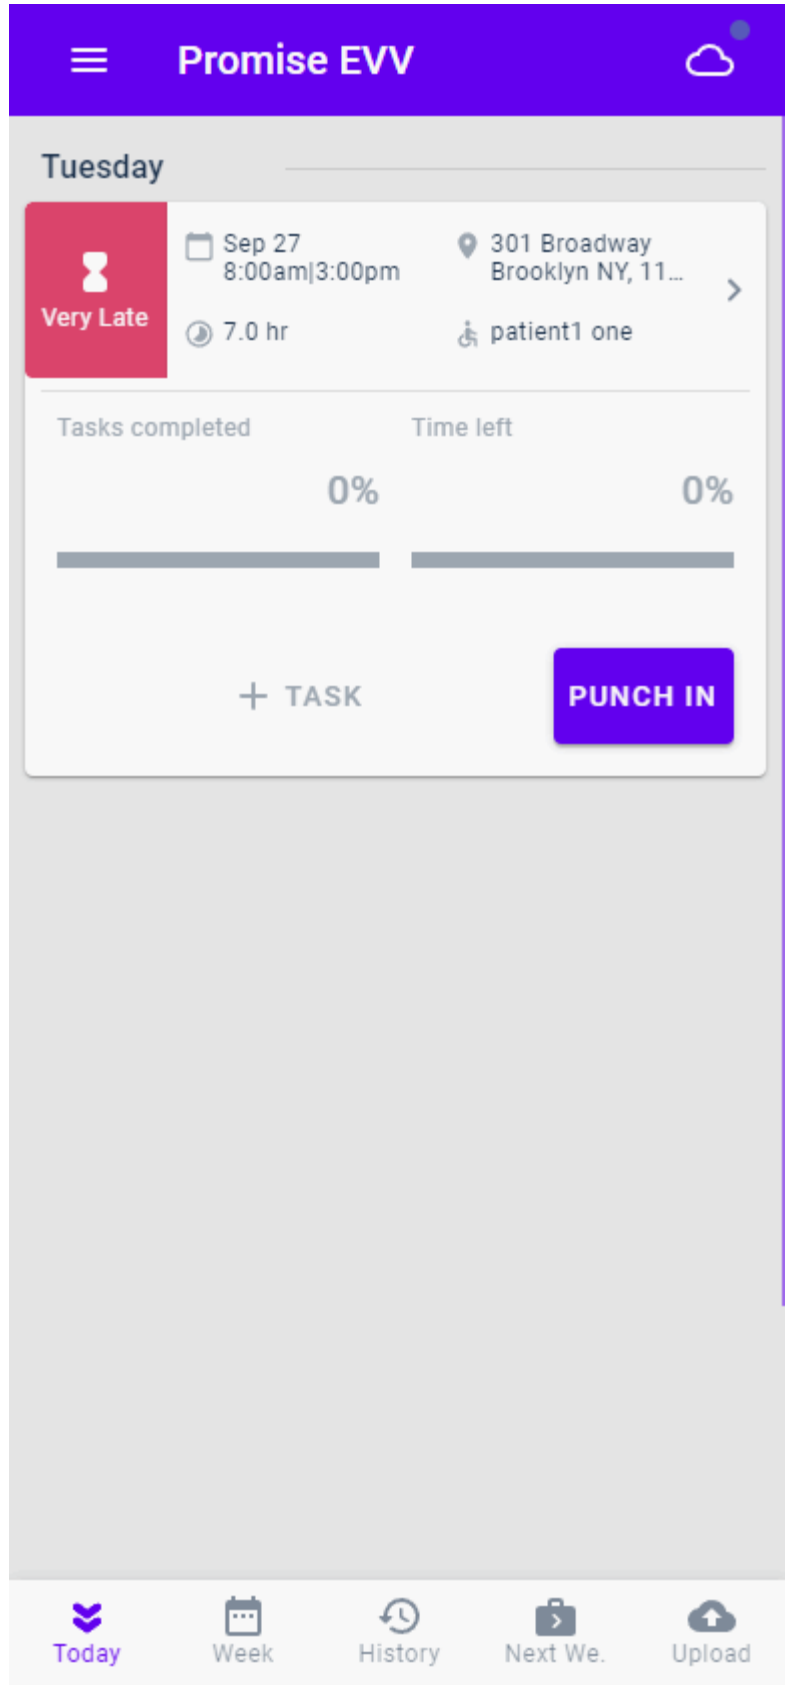 Promise EVV
Tuesday
Very Late
Sep 27
8:00am|3:00pm
7.0 hr
301 Broadway
Brooklyn NY, 11...
patient1 one
Tasks completed
0%
Time left
0%
+ TASK
PUNCH IN
Today
Week
History
Next We.
Upload